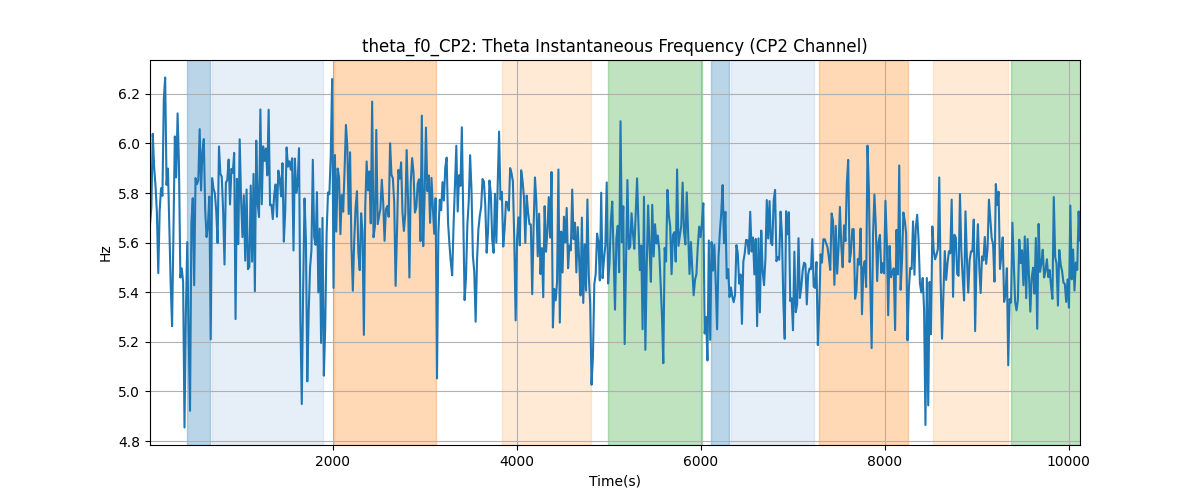 theta_f0_CP2: Theta Instantaneous Frequency (CP2 Channel)
6.2
6.0
5.8
5.6
5.4
5.2
5.0
4.8
Hz
2000 4000 6000 8000 10000
Time(s)